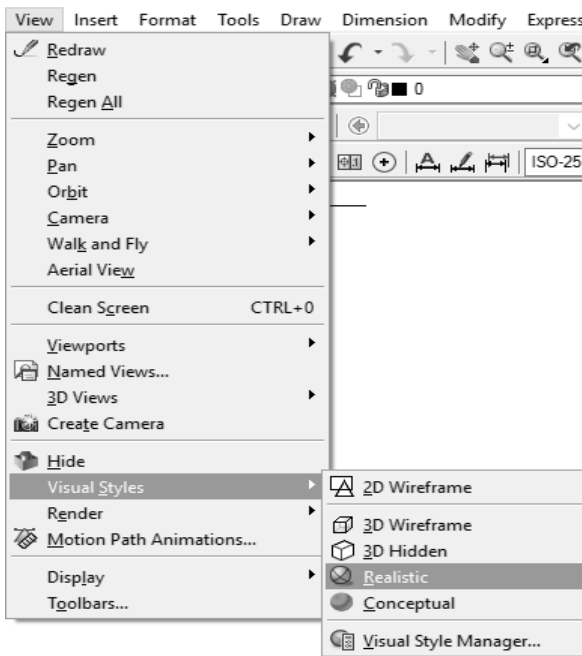 View Insert Format Tools Draw Dimension Modify Express
Redraw
Regen
Regen All
0
Zoom
Pan
ISO-25
Orbit
Camera
Walk and Fly
Aerial View
Clean Screen CTRL+0
Viewports
Named Views...
3D Views
Create Camera
Hide
Visual Styles
2D Wireframe
Render
3D Wireframe
Motion Path Animations...
3D Hidden
Display
Realistic
Toolbars...
Conceptual
Visual Style Manager...